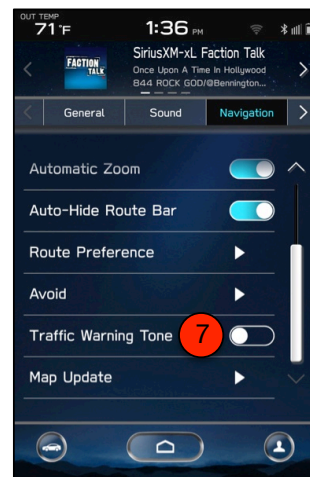 OUT TEMP
71°F
1:36 PM
FACTION TALK
SiriusXM-xL Faction Talk
Once Upon A Time In Hollywood
844 ROCK GOD/@Bennington...
General
Sound
Navigation
Automatic Zoom
Auto-Hide Route Bar
Route Preference
Avoid
Traffic Warning Tone
7
Map Update